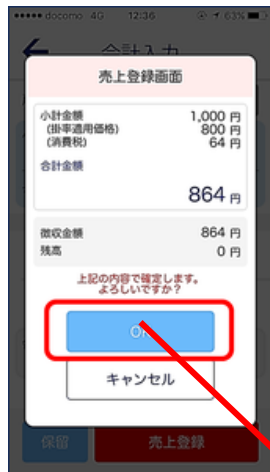 docomo 4G 12:36 63%
合計入力
売上登録画面
小計金額 1,000 円
(掛率適用価格) 800 円
(消費税) 64 円
合計金額
864 円
徴収金額 864 円
残高 0 円
上記の内容で確定します。
よろしいですか？
OK
キャンセル
保留 売上登録